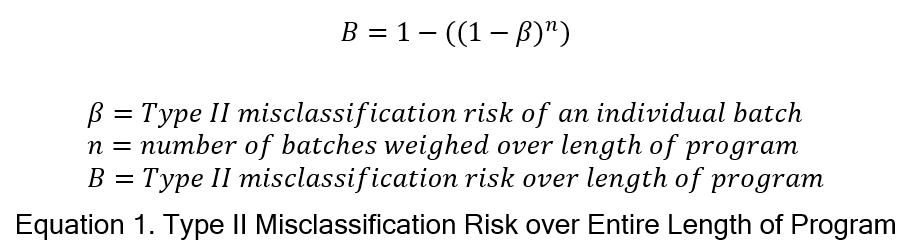 B = 1 − ((1 − β)ⁿ)
β = Type II misclassification risk of an individual batch
n = number of batches weighed over length of program
B = Type II misclassification risk over length of program
Equation 1. Type II Misclassification Risk over Entire Length of Program